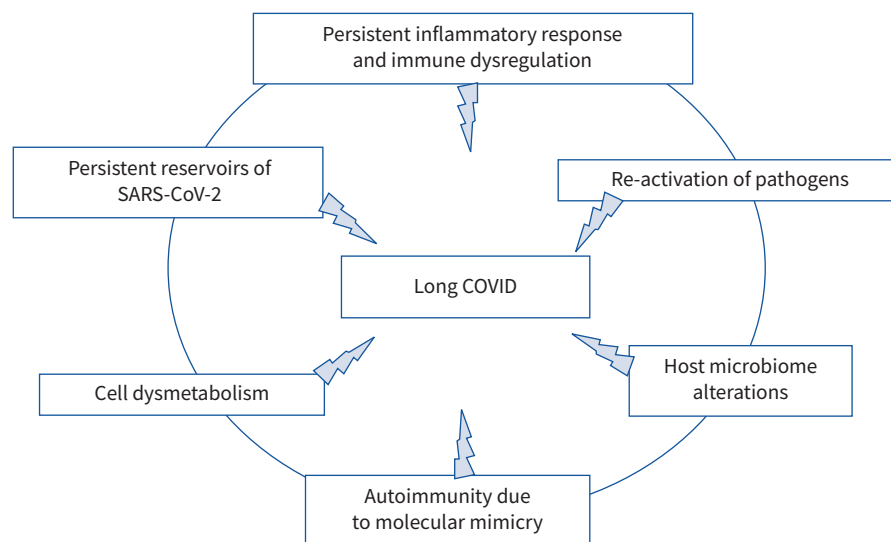 Persistent inflammatory response
and immune dysregulation
Persistent reservoirs of
SARS-CoV-2
Re-activation of pathogens
Long COVID
Cell dysmetabolism
Host microbiome
alterations
Autoimmunity due
to molecular mimicry